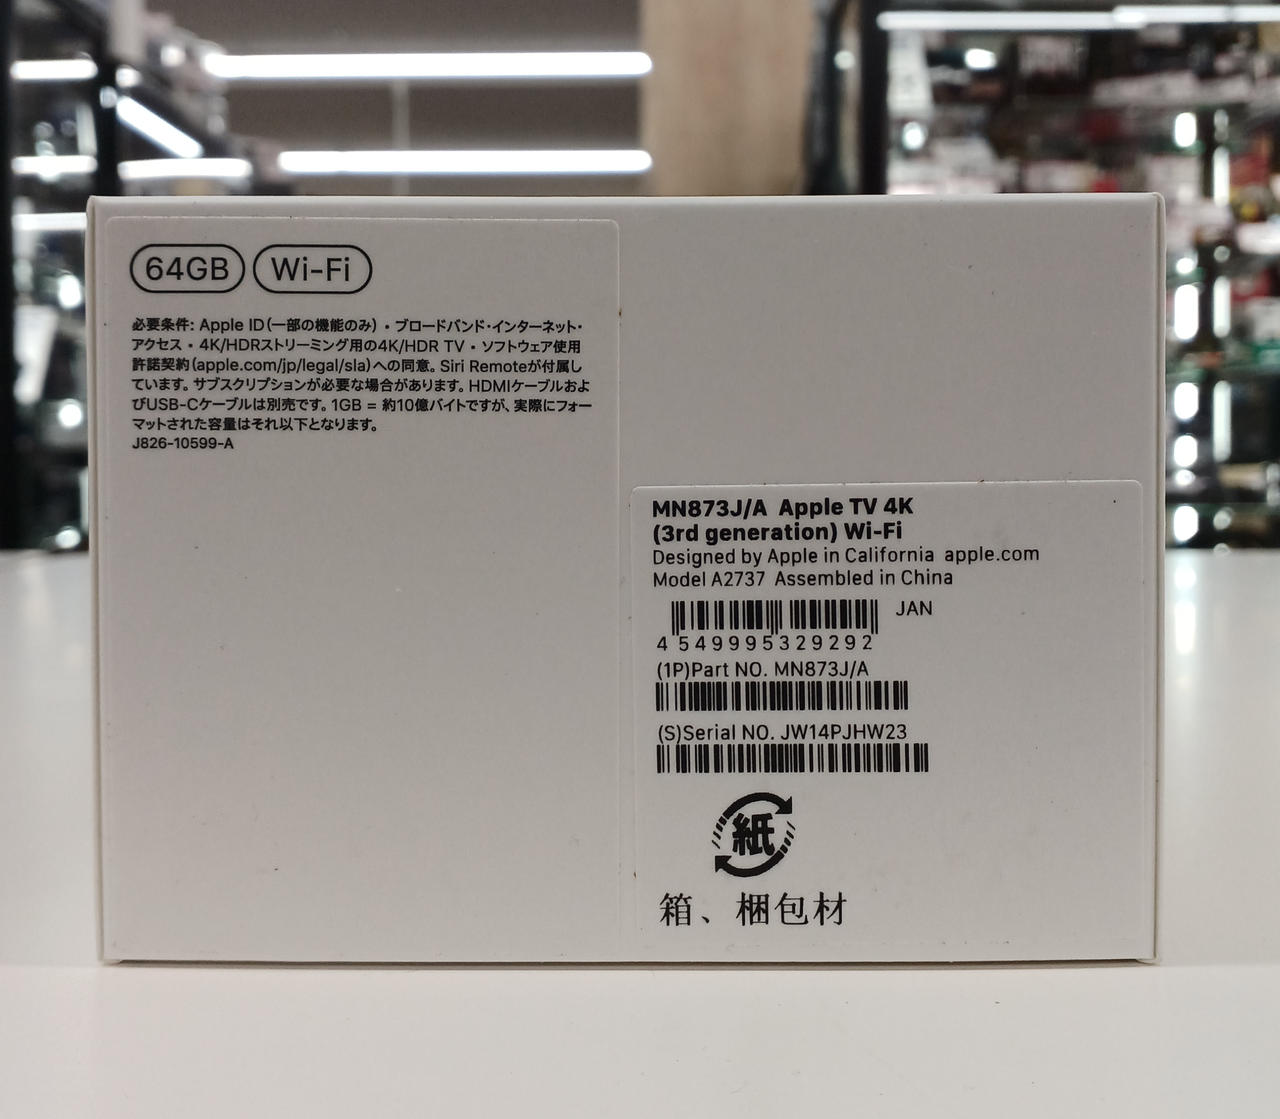 64GB Wi-Fi
必要条件: Apple ID(一部の機能のみ)・ブロードバンド・インターネット・
アクセス・4K/HDRストリーミング用の4K/HDR TV・ソフトウェア使用
許諾契約(apple.com/jp/legal/sla)への同意。Siri Remoteが付属し
ています。サブスクリプションが必要な場合があります。HDMIケーブルおよ
びUSB-Cケーブルは別売です。1GB = 約10億バイトですが、実際にフォー
マットされた容量はそれ以下となります。
J826-10599-A
MN873J/A Apple TV 4K
(3rd generation) Wi-Fi
Designed by Apple in California apple.com
Model A2737 Assembled in China
JAN
4549995329292
(1P)Part NO. MN873J/A
(S)Serial NO. JW14PJHW23
紙
箱、梱包材